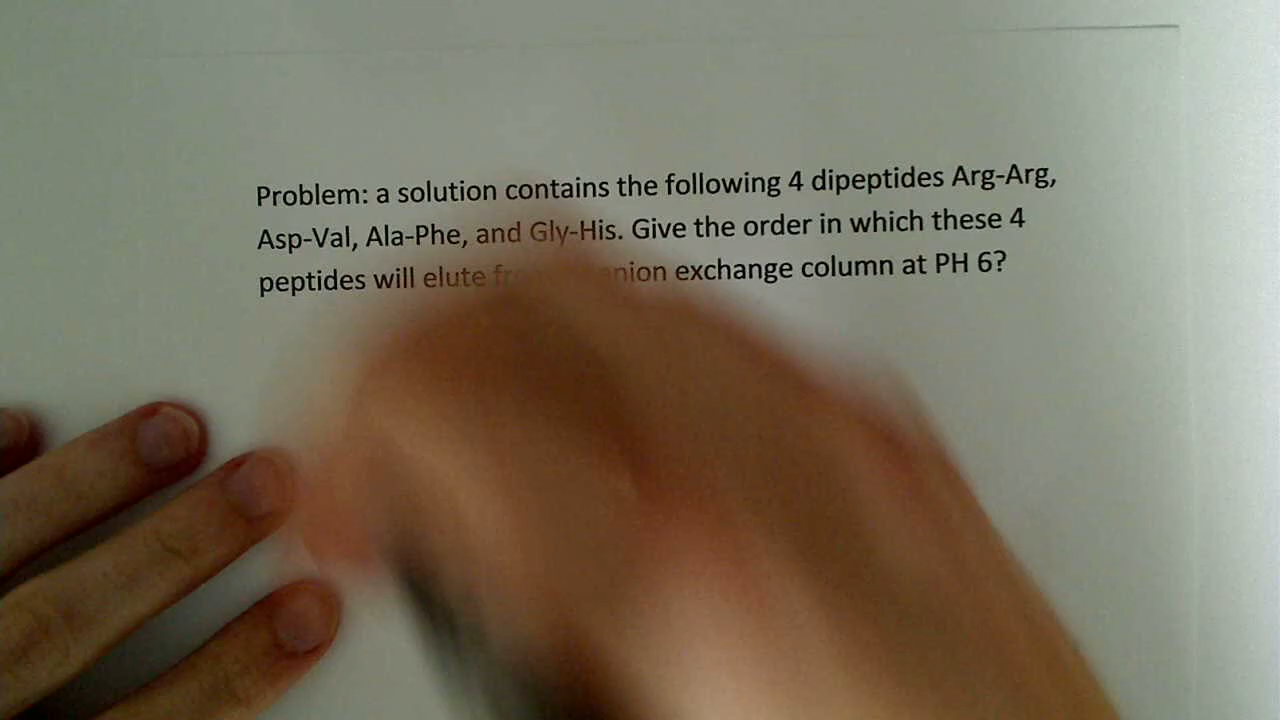 Problem: a solution contains the following 4 dipeptides Arg-Arg,
Asp-Val, Ala-Phe, and Gly-His. Give the order in which these 4
peptides will elute exchange column at PH 6?